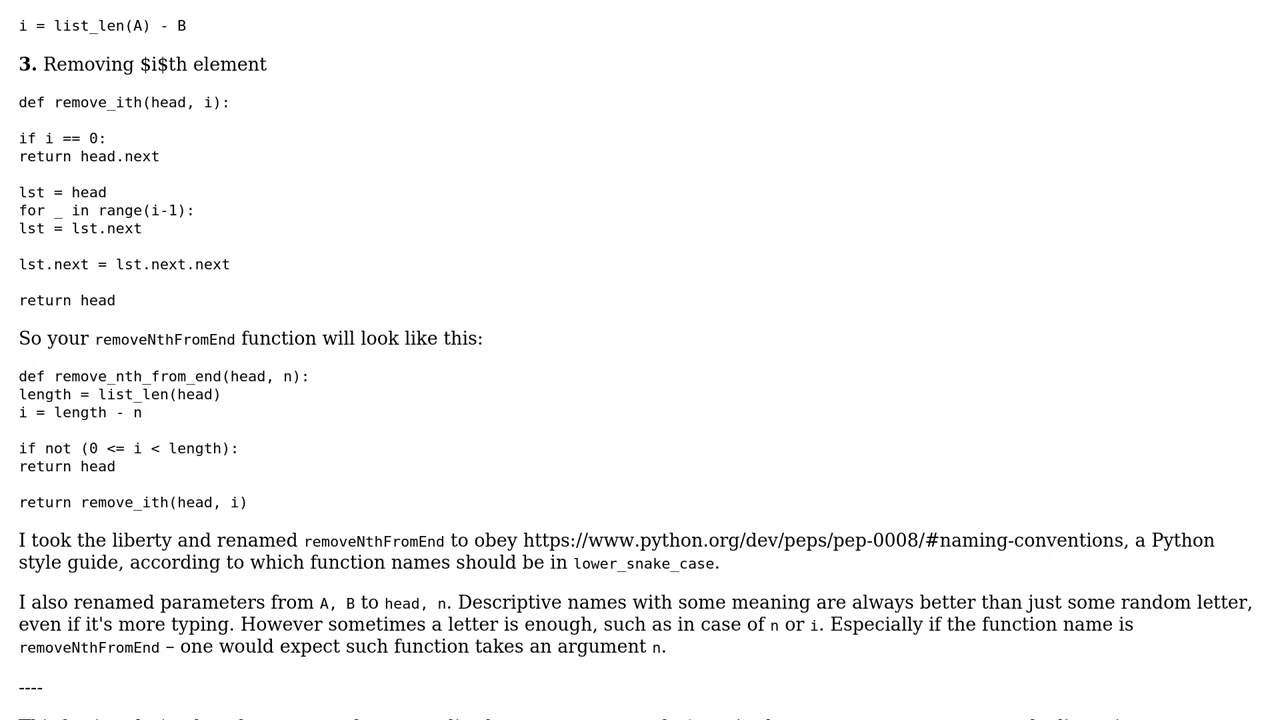 i = list_len(A) - B
3. Removing $i$th element
def remove_ith(head, i):
if i == 0:
return head.next
lst = head
for _ in range(i-1):
lst = lst.next
lst.next = lst.next.next
return head
So your removeNthFromEnd function will look like this:
def remove_nth_from_end(head, n):
length = list_len(head)
i = length - n
if not (0 <= i < length):
return head
return remove_ith(head, i)
I took the liberty and renamed removeNthFromEnd to obey https://www.python.org/dev/peps/pep-0008/#naming-conventions, a Python
style guide, according to which function names should be in lower_snake_case.
I also renamed parameters from A, B to head, n. Descriptive names with some meaning are always better than just some random letter,
even if it's more typing. However sometimes a letter is enough, such as in case of n or i. Especially if the function name is
removeNthFromEnd – one would expect such function takes an argument n.
----